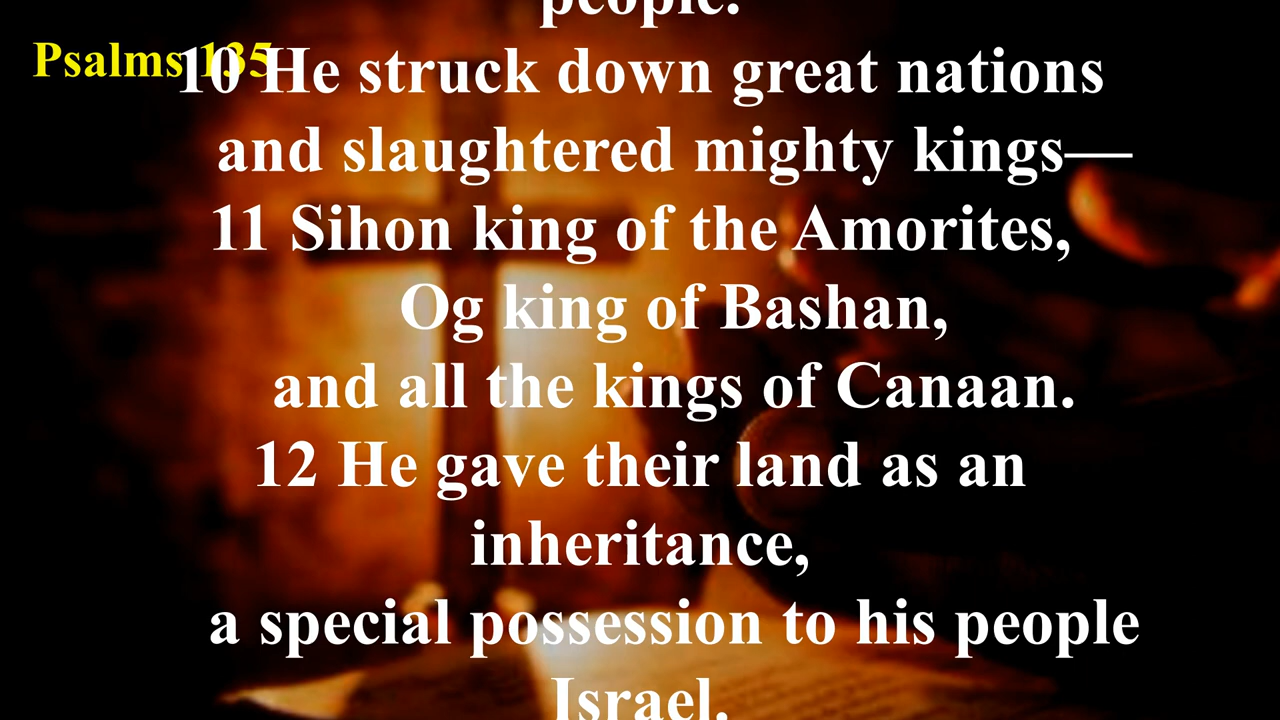 people.
Psalms 135
10 He struck down great nations
and slaughtered mighty kings—
11 Sihon king of the Amorites,
Og king of Bashan,
and all the kings of Canaan.
12 He gave their land as an
inheritance,
a special possession to his people
Israel.